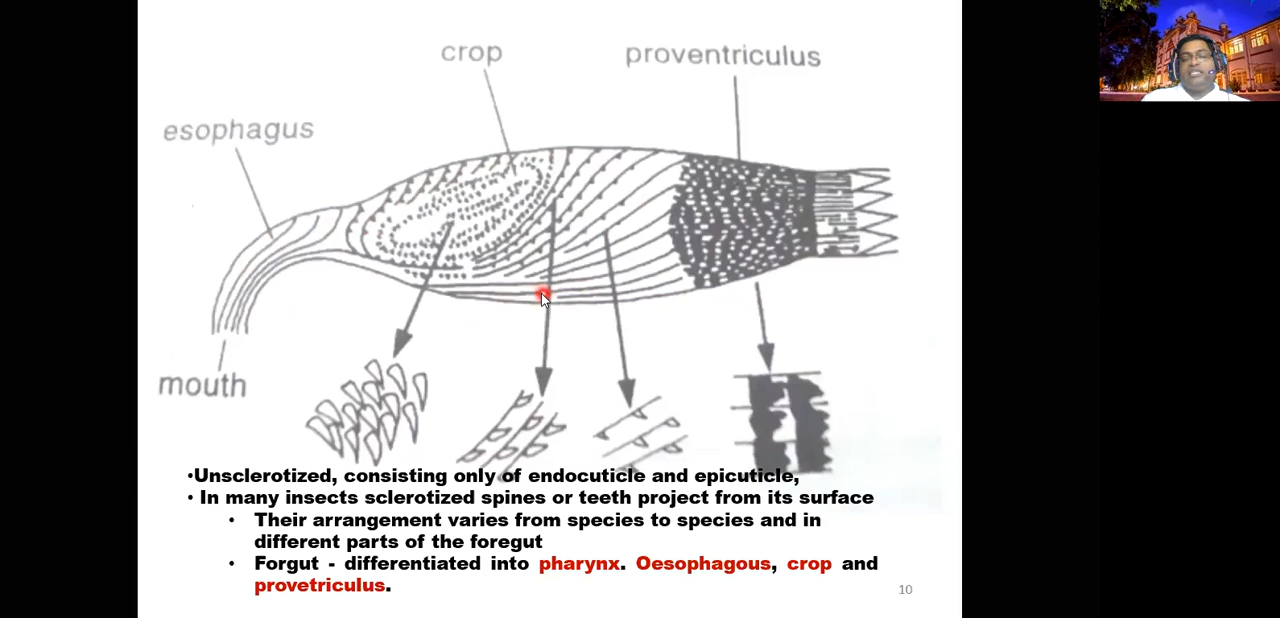 crop
proventriculus
esophagus
mouth
•Unsclerotized, consisting only of endocuticle and epicuticle,
• In many insects sclerotized spines or teeth project from its surface
• Their arrangement varies from species to species and in
different parts of the foregut
• Forgut - differentiated into pharynx. Oesophagous, crop and
provetriculus.
10